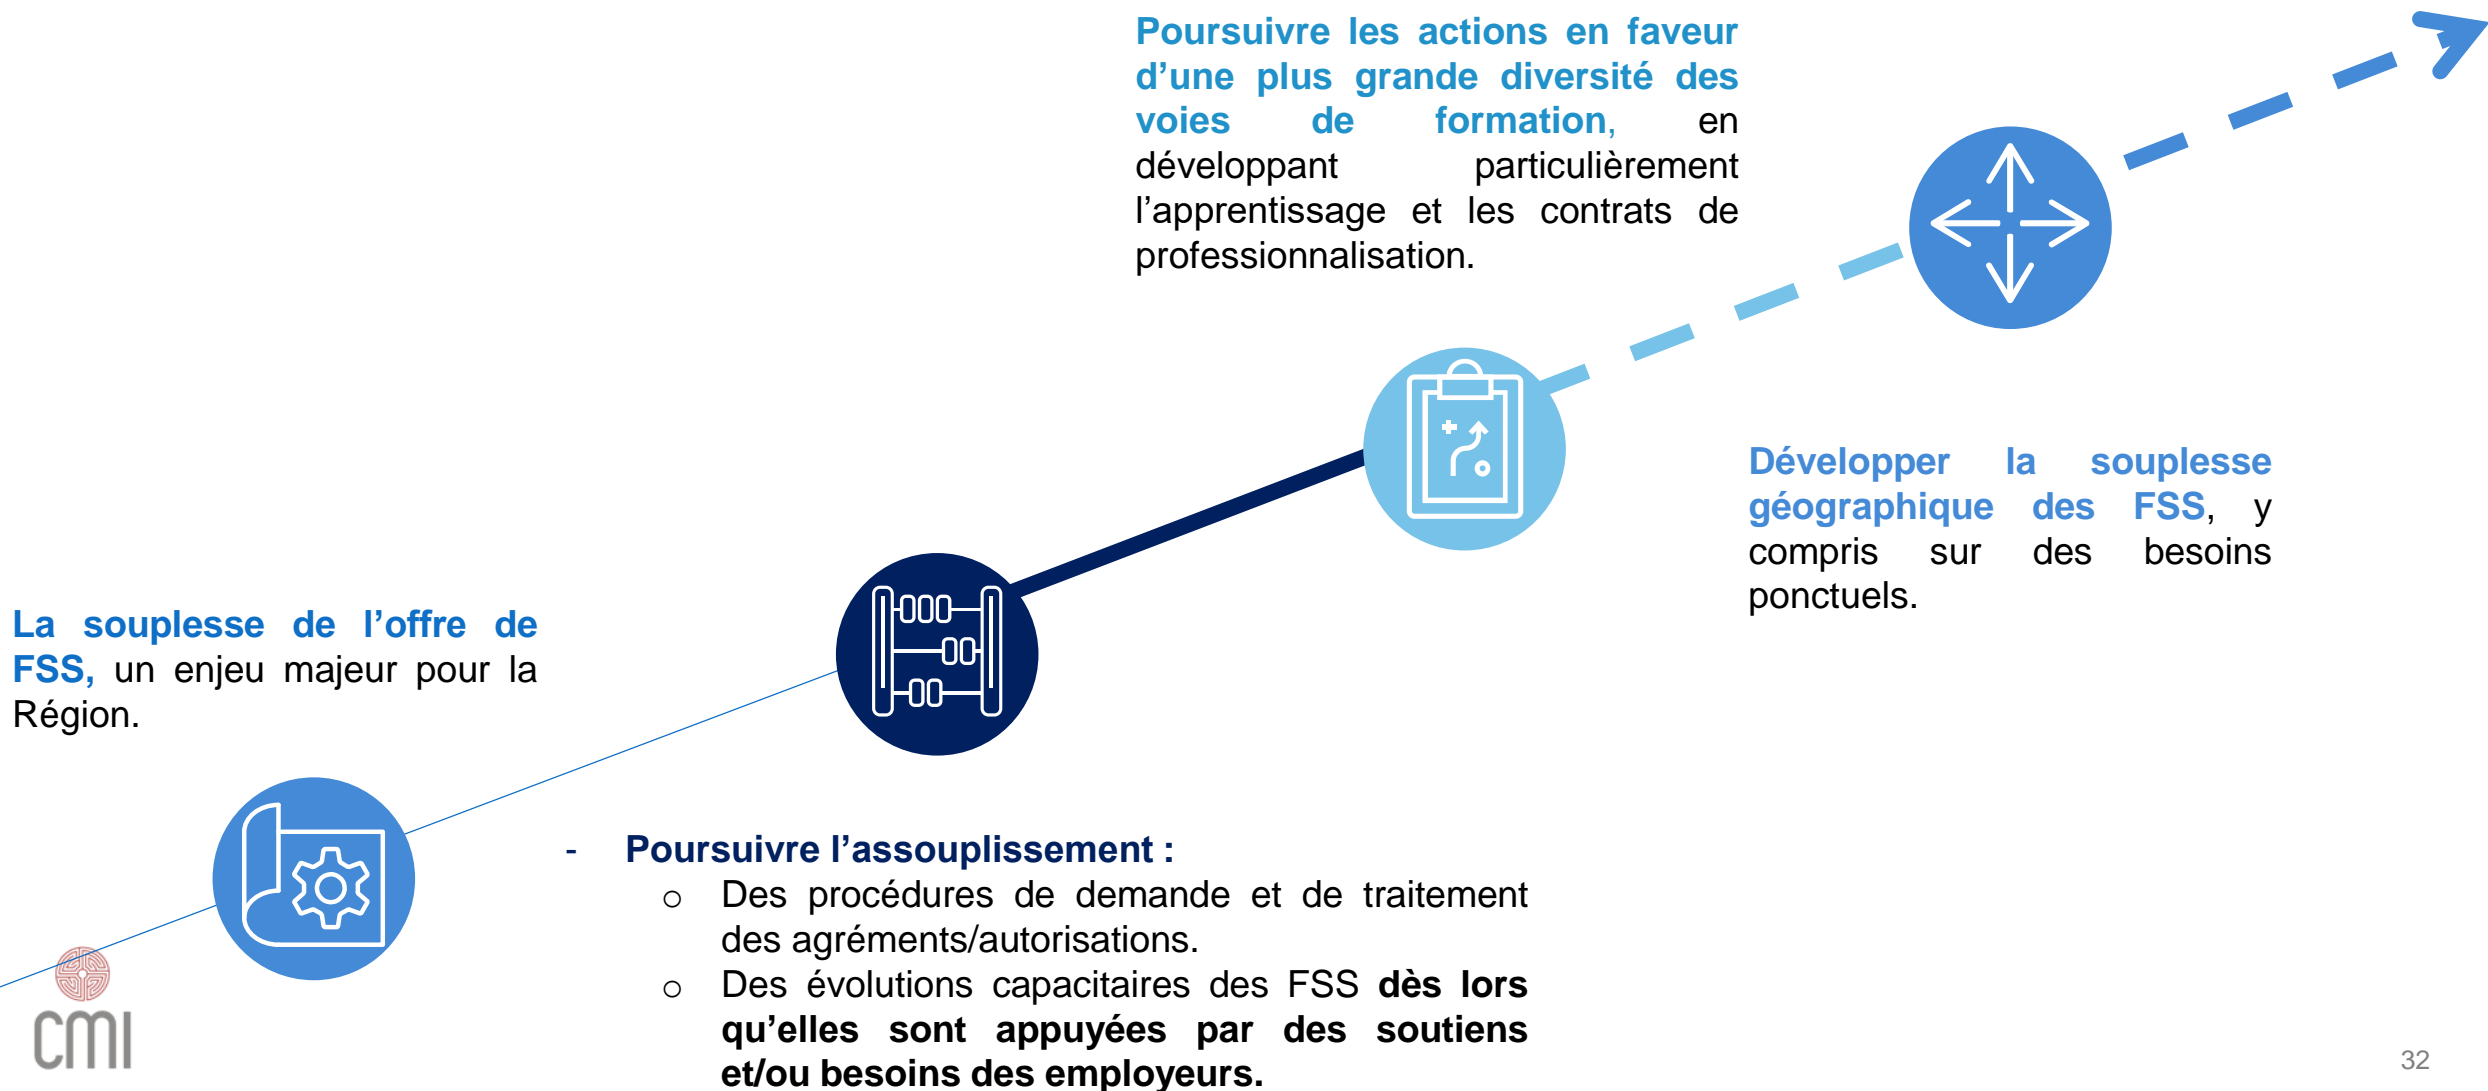 La souplesse de l’offre de
FSS, un enjeu majeur pour la
Région.
- Poursuivre l’assouplissement :
o Des procédures de demande et de traitement
des agréments/autorisations.
o Des évolutions capacitaires des FSS dès lors
qu’elles sont appuyées par des soutiens
et/ou besoins des employeurs.
Poursuivre les actions en faveur
d’une plus grande diversité des
voies de formation, en
développant particulièrement
l’apprentissage et les contrats de
professionnalisation.
Développer la souplesse
géographique des FSS, y
compris sur des besoins
ponctuels.
CMI
32